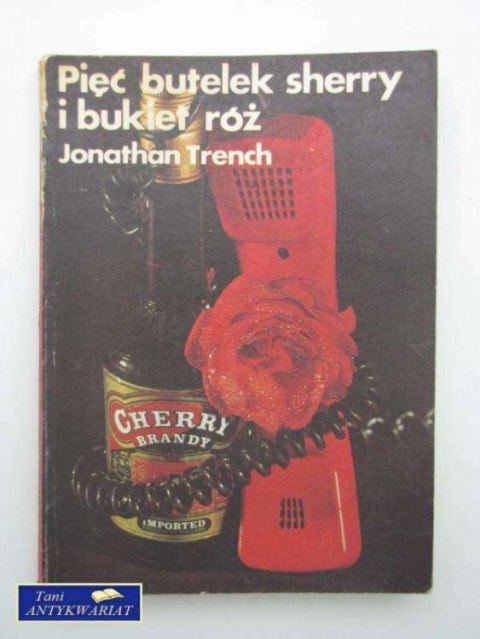 Pięć butelek sherry
i bukiet róż
Jonathan Trench
CHERRY
BRANDY
IMPORTED
Tani
ANTYKWARIAT